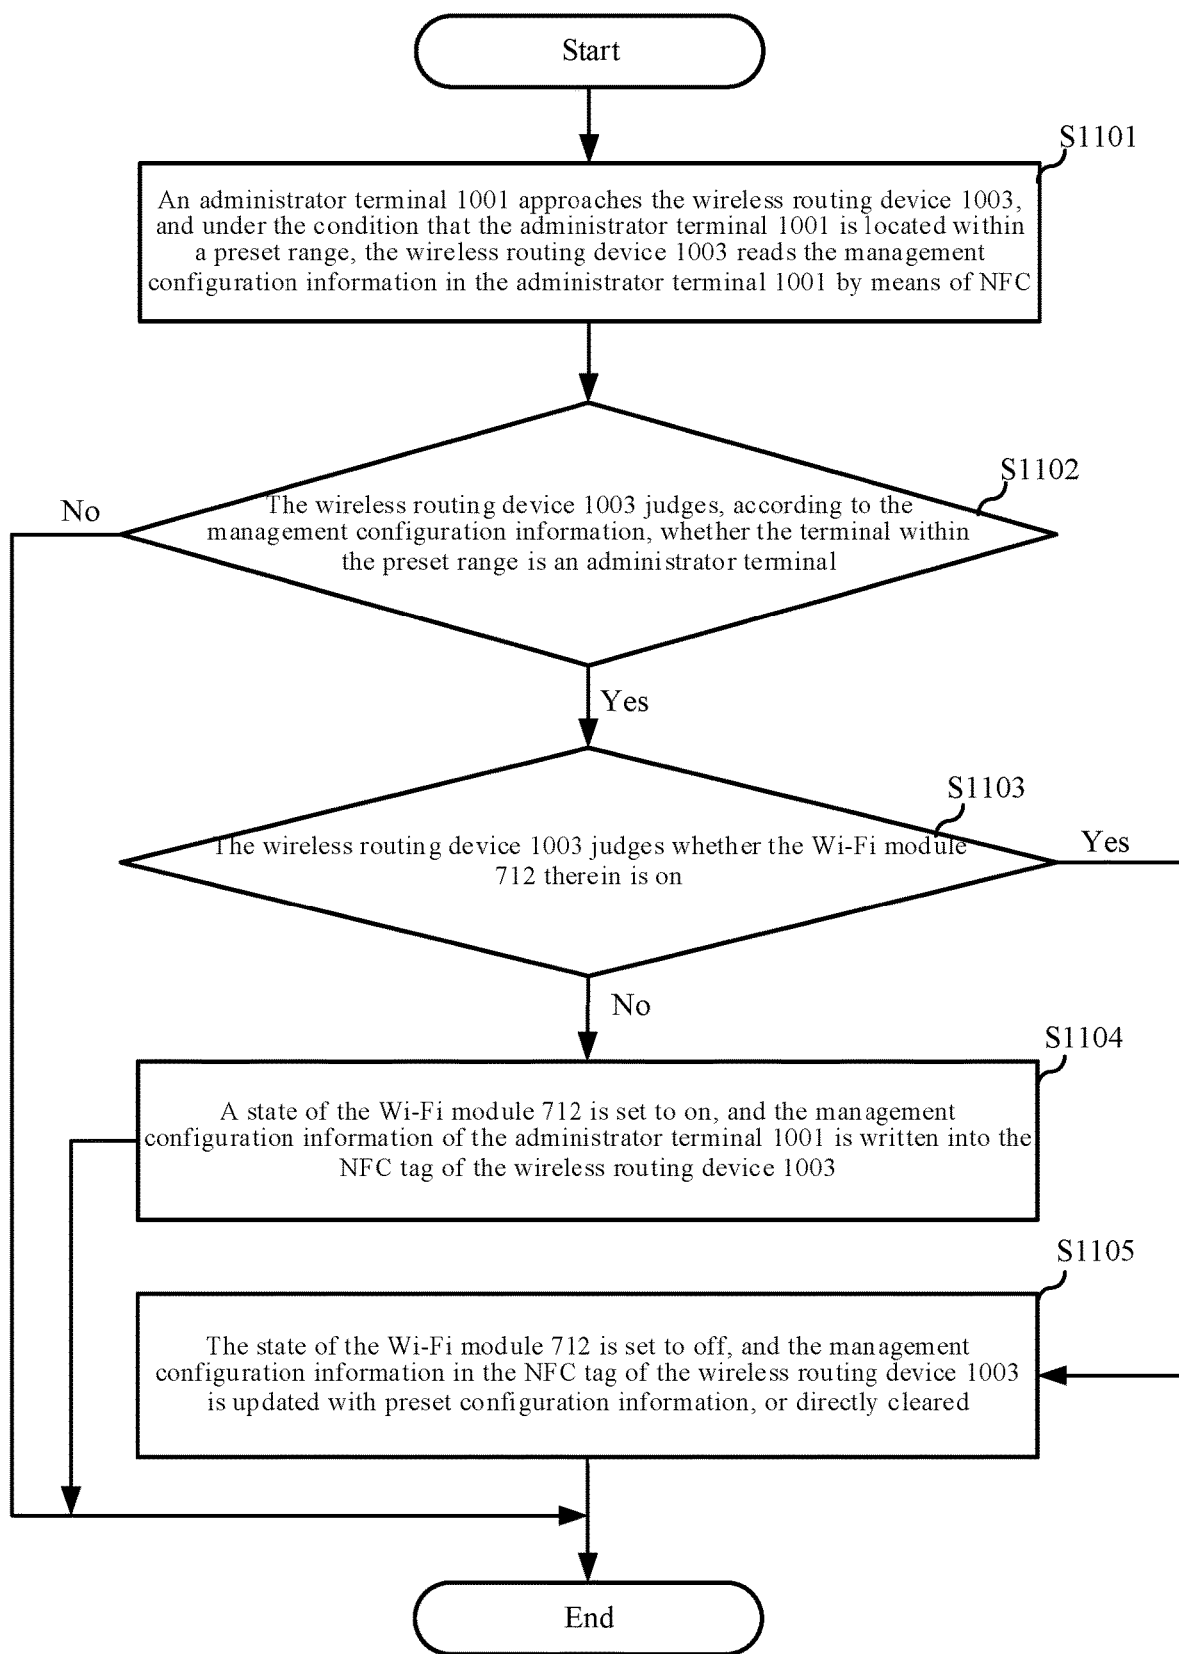 Start
S1101
An administrator terminal 1001 approaches the wireless routing device 1003,
and under the condition that the administrator terminal 1001 is located within
a preset range, the wireless routing device 1003 reads the management
configuration information in the administrator terminal 1001 by means of NFC
S1102
No
The wireless routing device 1003 judges, according to the
management configuration information, whether the terminal within
the preset range is an administrator terminal
Yes
S1103
The wireless routing device 1003 judges whether the Wi-Fi module
712 therein is on
Yes
No
S1104
A state of the Wi-Fi module 712 is set to on, and the management
configuration information of the administrator terminal 1001 is written into the
NFC tag of the wireless routing device 1003
S1105
The state of the Wi-Fi module 712 is set to off, and the management
configuration information in the NFC tag of the wireless routing device 1003
is updated with preset configuration information, or directly cleared
End